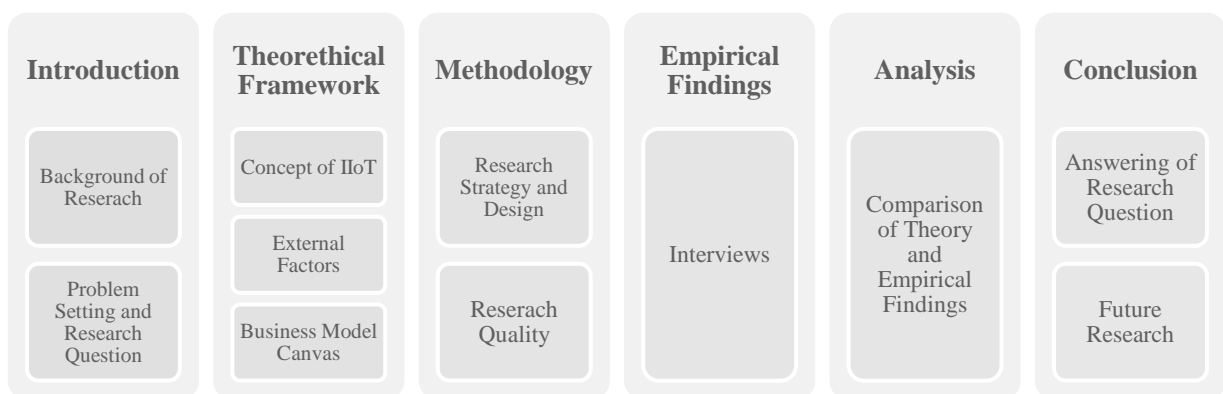 Introduction
Background of
Reserach
Problem
Setting and
Research
Question
Theorethical
Framework
Concept of IIoT
External
Factors
Business Model
Canvas
Methodology
Research
Strategy and
Design
Reserach
Quality
Empirical
Findings
Interviews
Analysis
Comparison
of Theory
and
Empirical
Findings
Conclusion
Answering of
Research
Question
Future
Research